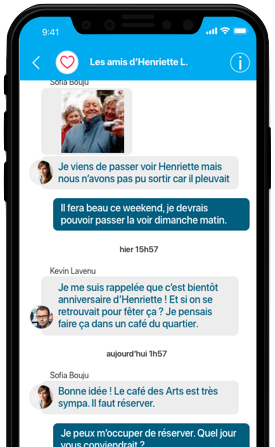 9:41
Les amis d'Henriette L.
Sofia Bouju
Je viens de passer voir Henriette mais
nous n'avons pas pu sortir car il pleuvait
Il fera beau ce weekend, je devrais
pouvoir passer la voir dimanche matin.
hier 15h57
Kevin Lavenu
Je me suis rappelée que c'est bientôt
anniversaire d'Henriette ! Et si on se
retrouvait pour fêter ça ? Je pensais
faire ça dans un café du quartier.
aujourd'hui 1h57
Sofia Bouju
Bonne idée ! Le café des Arts est très
sympa. Il faut réserver.
Je peux m'occuper de réserver. Quel jour
vous conviendrait ?